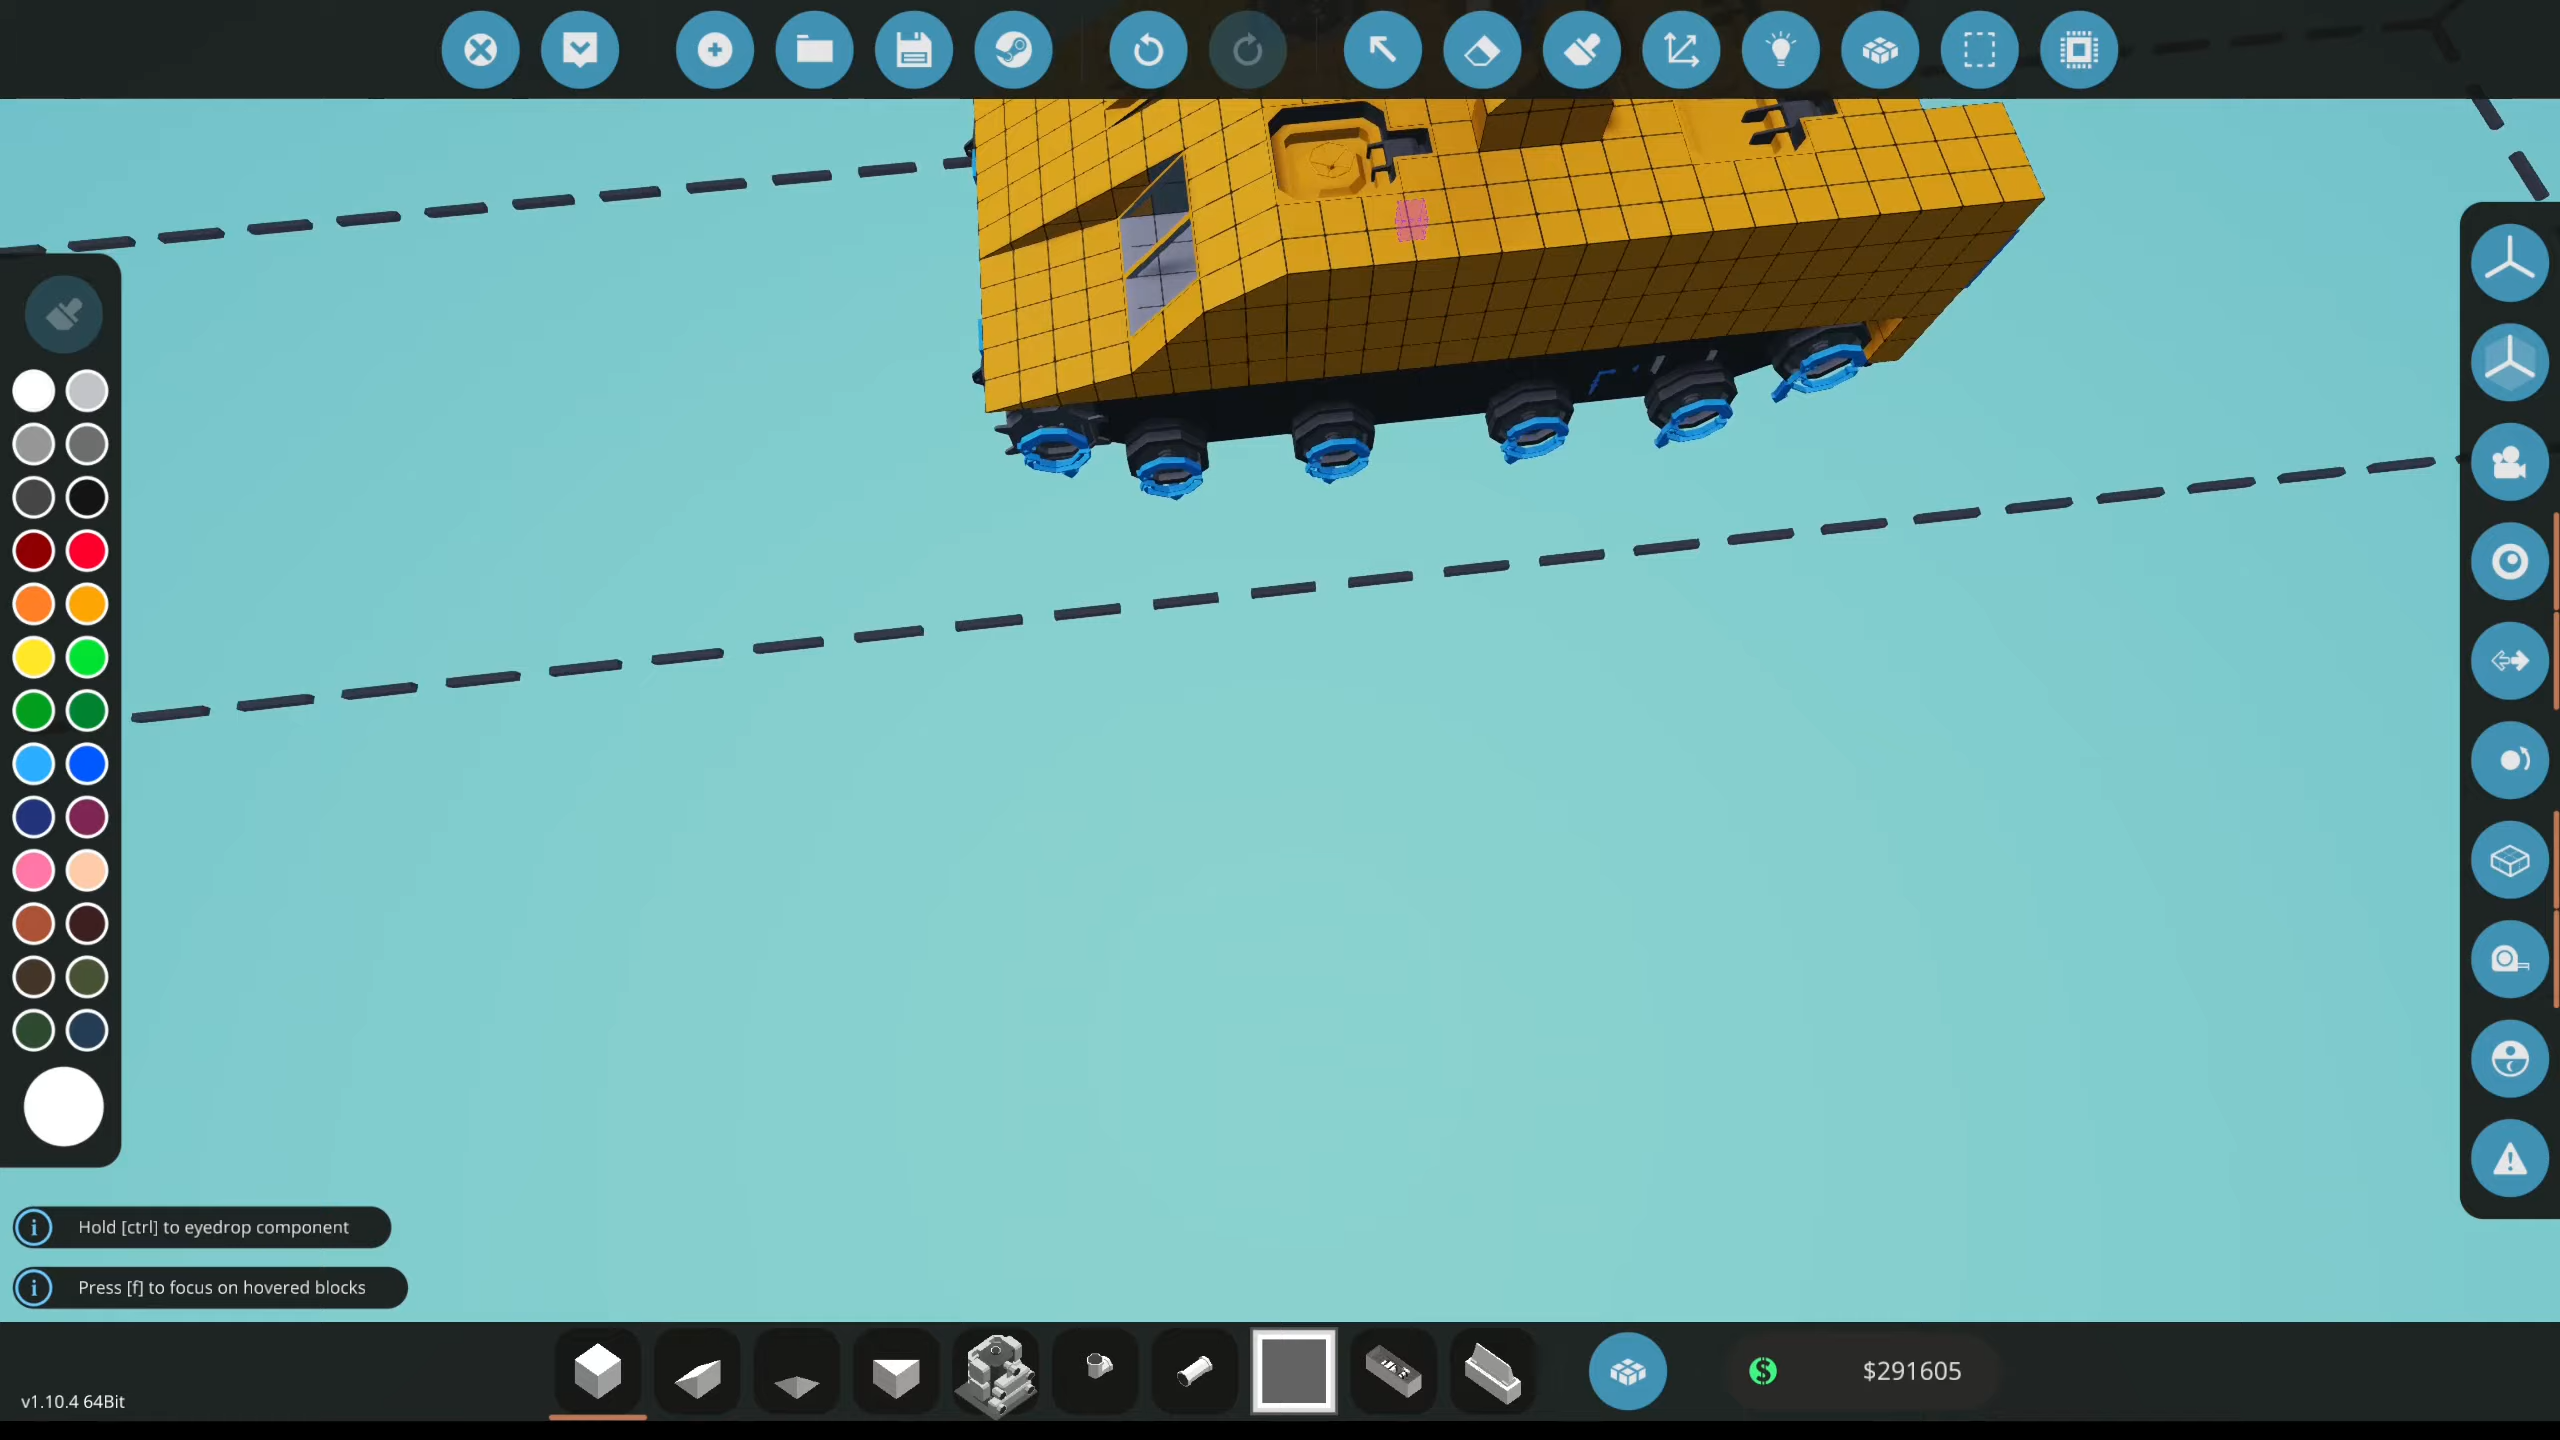 Hold [ctrl] to eyedrop component
Press [f] to focus on hovered blocks
$291605
v1.10.4 64Bit